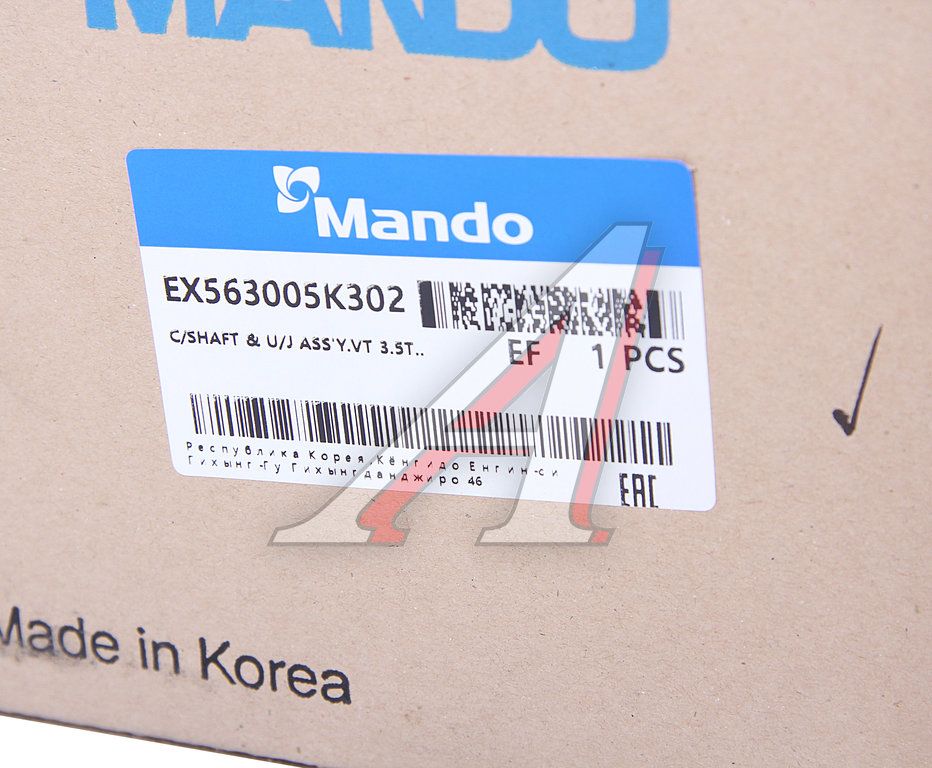 MANDO
Mando
EX563005K302
C/SHAFT & U/J ASS'Y.VT 3.5T..
EF 1 PCS
Республика Корея Кёнгидо Енгин-си
Гихынг-Гу Гихынгданджиро 46
EAC
Made in Korea